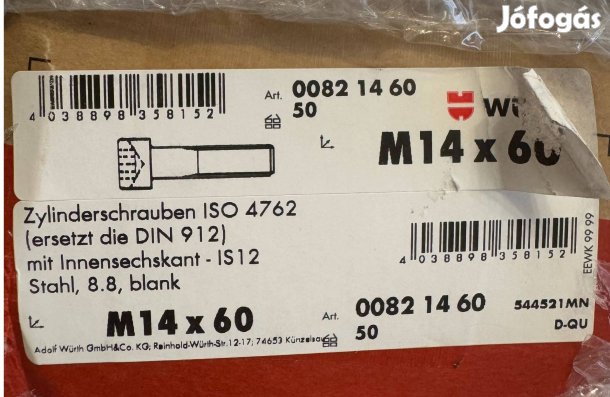 Jófogás
4 038898 358152
Art. 0082 14 60
50
M14 x 60
Zylinderschrauben ISO 4762
(ersetzt die DIN 912)
mit Innensechskant - IS12
Stahl, 8.8, blank
4 038898 358152
EEWK 99 99
M14 x 60
Art. 0082 14 60
50
544521MN
D-QU
Adolf Würth GmbH&Co. KG; Reinhold-Würth-Str.12-17; 74653 Künzelsau